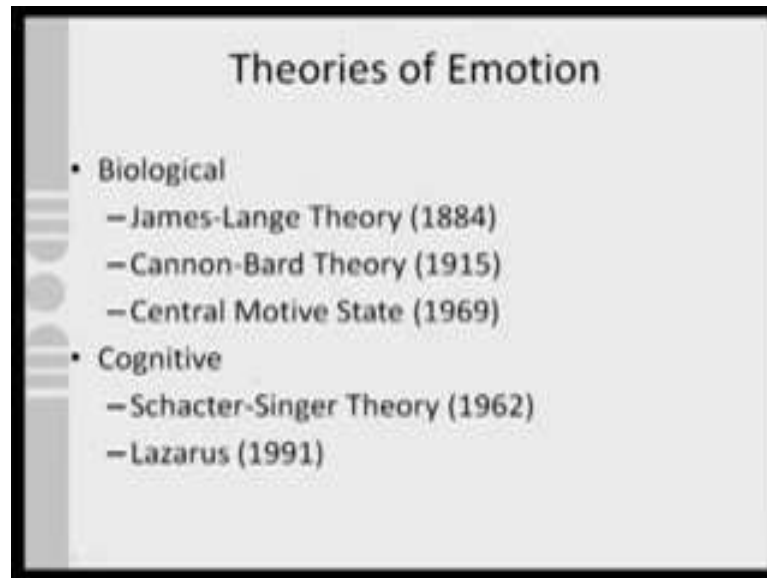 Theories of Emotion
• Biological
–James-Lange Theory (1884)
–Cannon-Bard Theory (1915)
–Central Motive State (1969)
• Cognitive
–Schacter-Singer Theory (1962)
–Lazarus (1991)